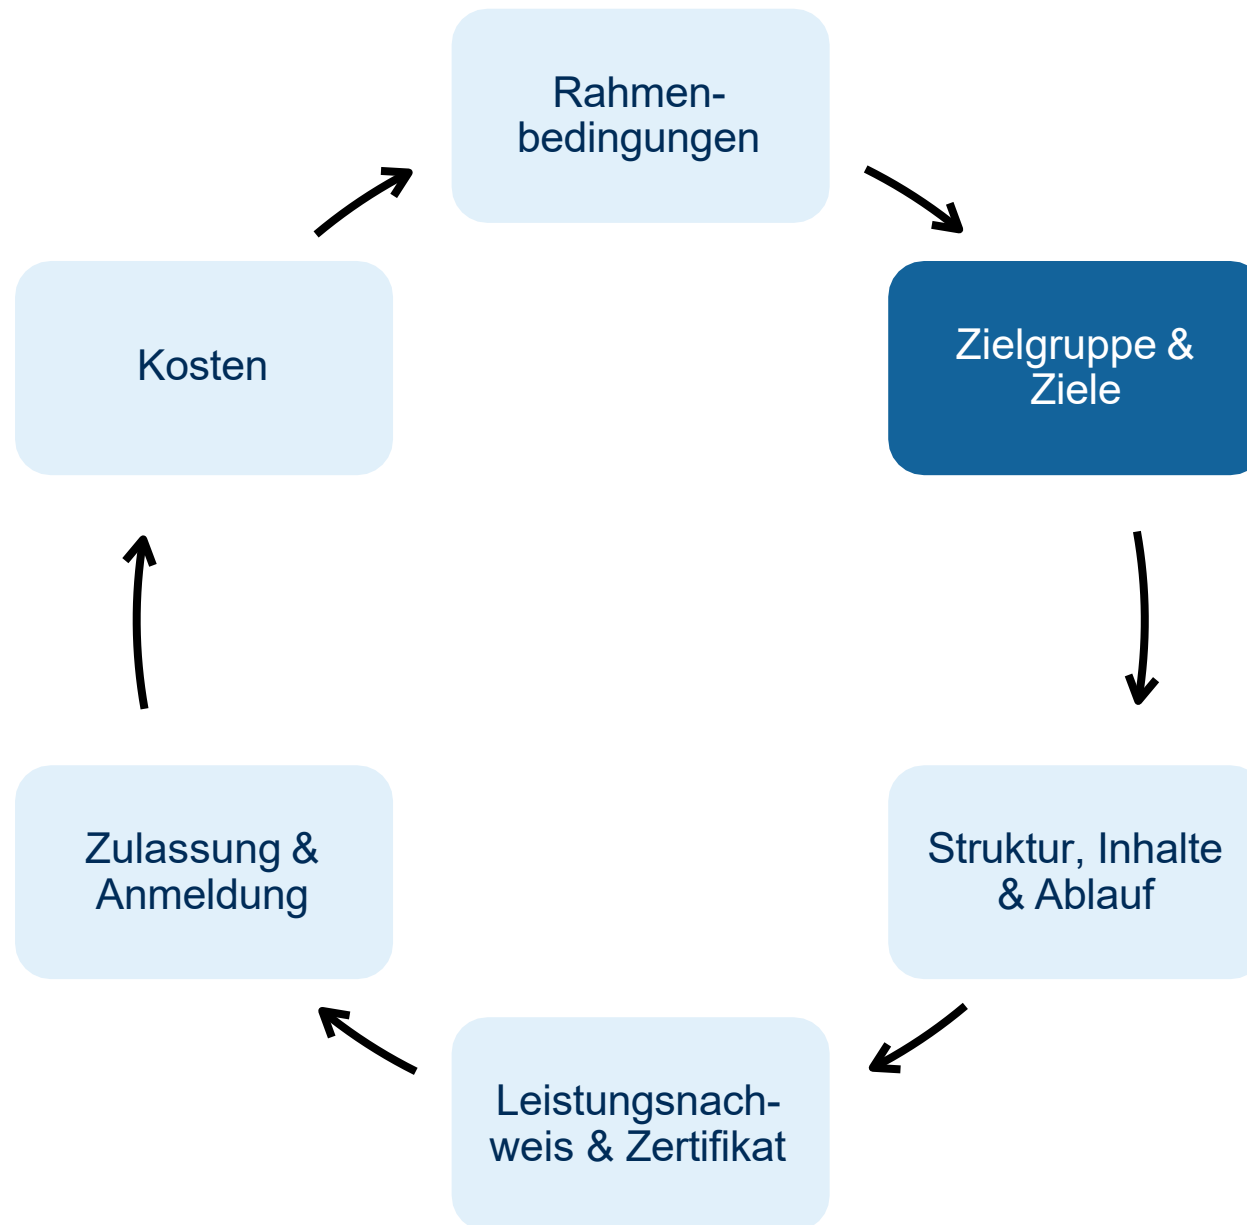 Rahmen-
bedingungen
Zielgruppe &
Ziele
Struktur, Inhalte
& Ablauf
Leistungsnach-
weis & Zertifikat
Zulassung &
Anmeldung
Kosten